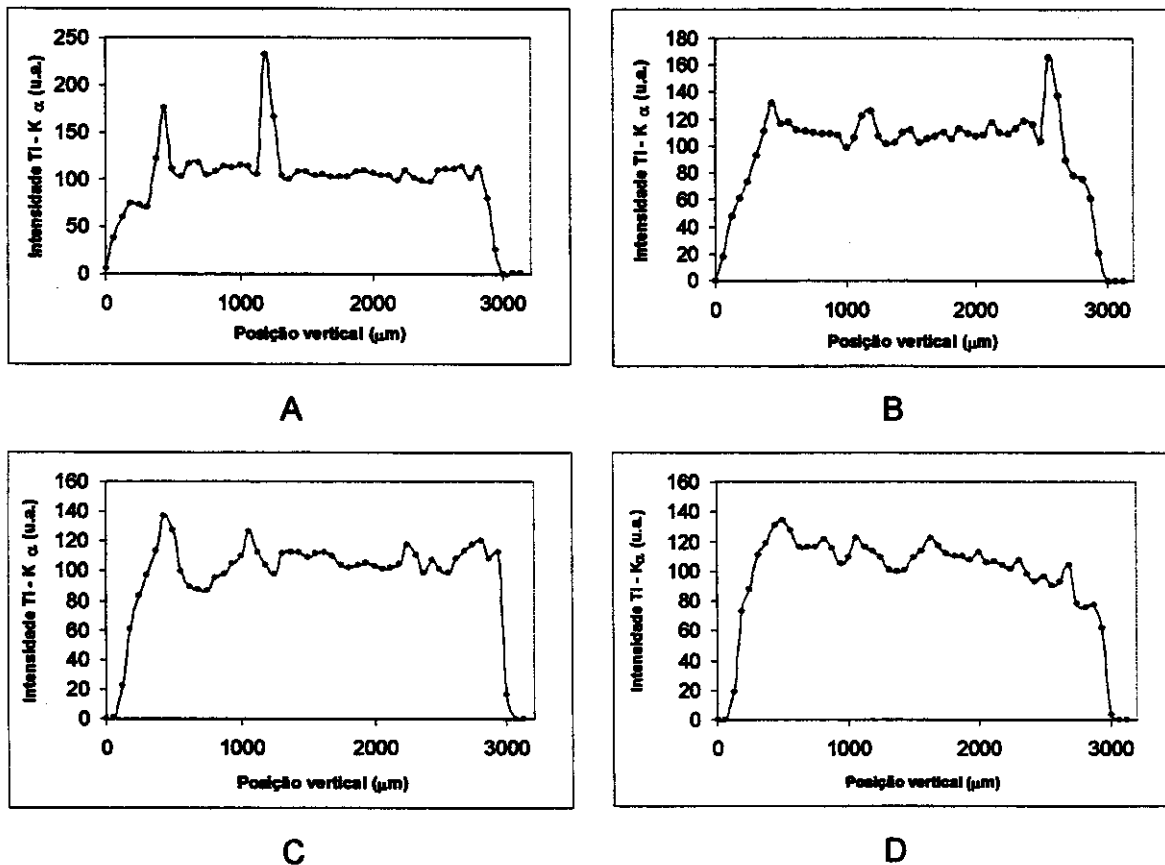 Intensidade Ti - K α (u.a.)
250
200
150
100
50
0
0 1000 2000 3000
Posição vertical (μm)
A
Intensidade Ti - K α (u.a.)
180
160
140
120
100
80
60
40
20
0
0 1000 2000 3000
Posição vertical (μm)
B
Intensidade Ti - K α (u.a.)
160
140
120
100
80
60
40
20
0
0 1000 2000 3000
Posição vertical (μm)
C
Intensidade Ti - Kα (u.a.)
160
140
120
100
80
60
40
20
0
0 1000 2000 3000
Posição vertical (μm)
D